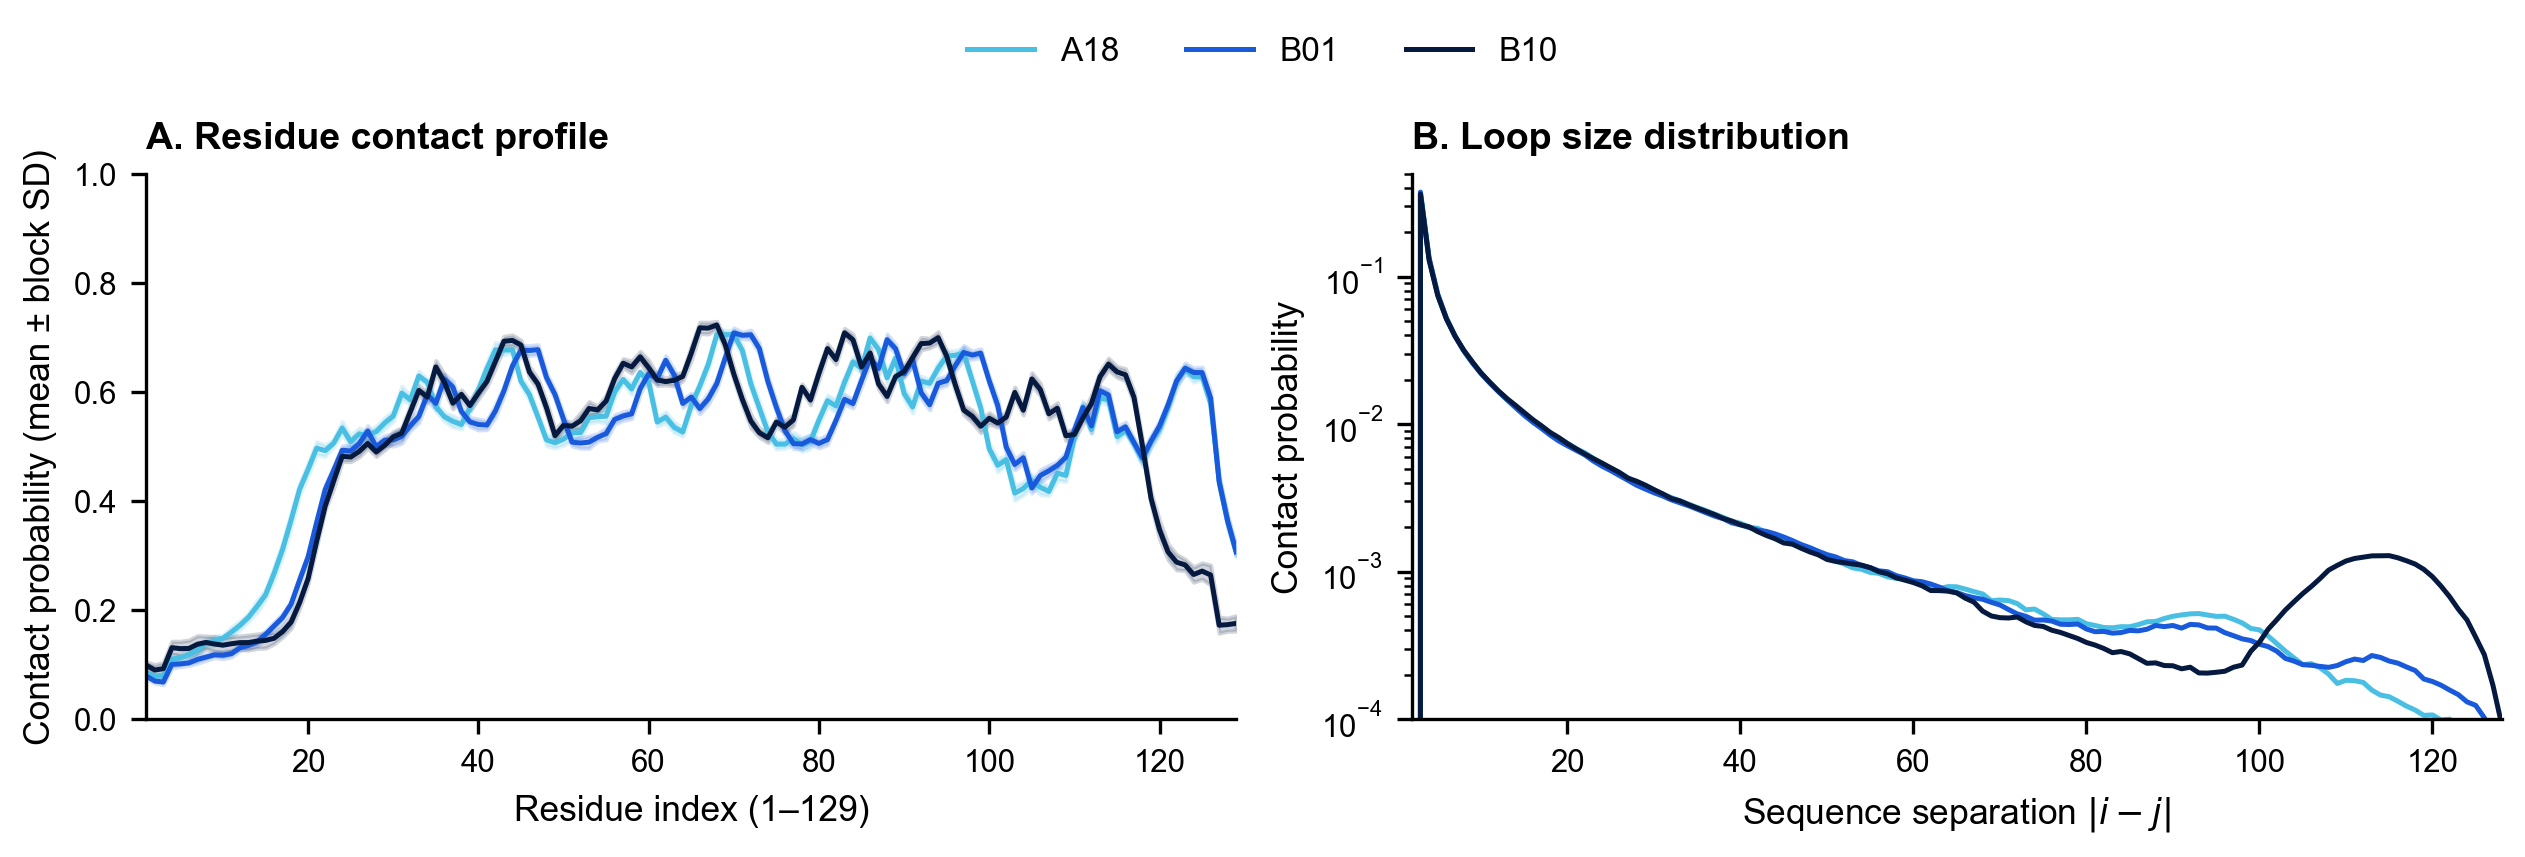 A18 B01 B10
A. Residue contact profile
Contact probability (mean ± block SD)
1.0
0.8
0.6
0.4
0.2
0.0
20 40 60 80 100 120
Residue index (1–129)
B. Loop size distribution
Contact probability
10⁻¹
10⁻²
10⁻³
10⁻⁴
20 40 60 80 100 120
Sequence separation |i − j|